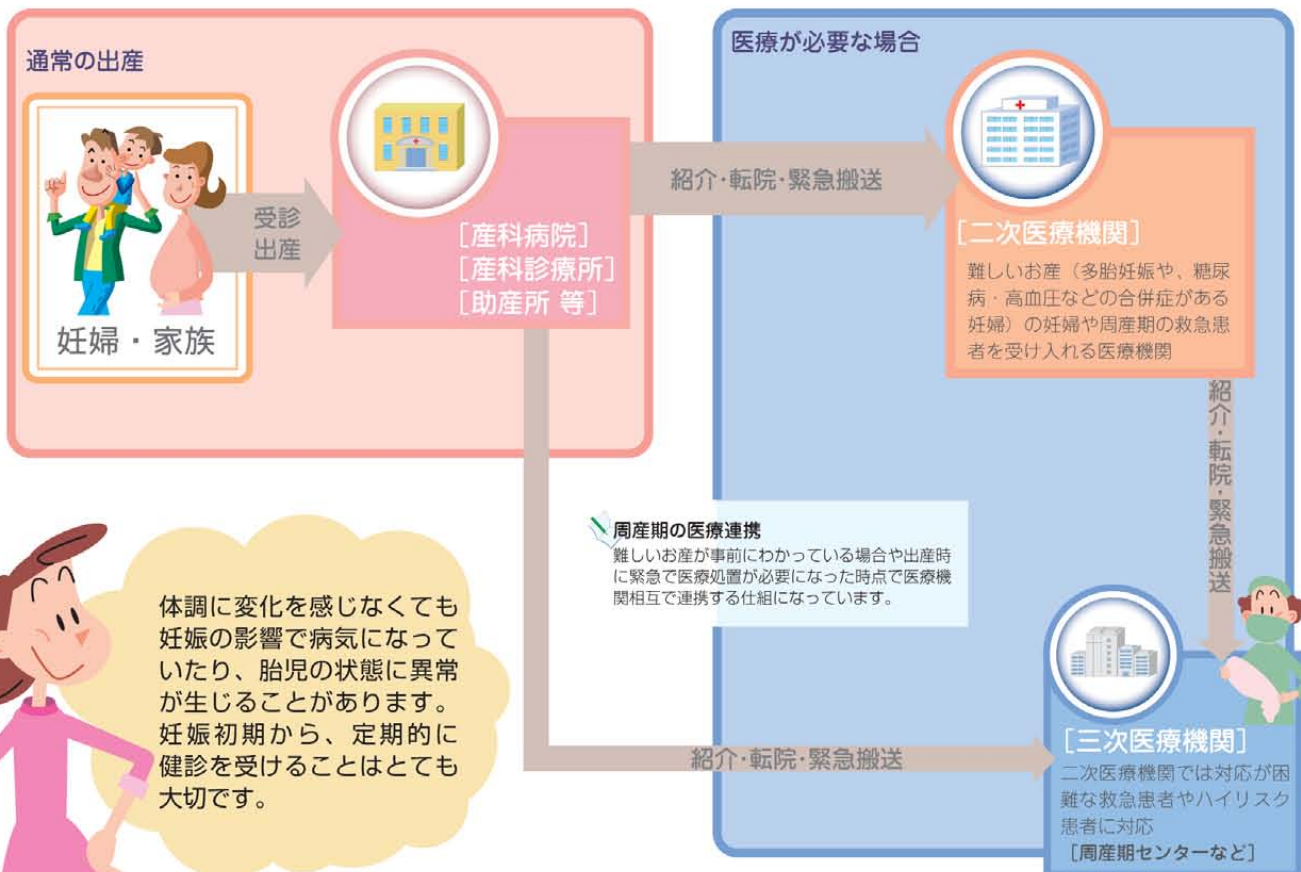 通常の出産
妊婦・家族
受診
出産
［産科病院］
［産科診療所］
［助産所 等］
紹介・転院・緊急搬送
医療が必要な場合
［二次医療機関］
難しいお産（多胎妊娠や、糖尿
病・高血圧などの合併症がある
妊婦）の妊婦や周産期の救急患
者を受け入れる医療機関
紹介・転院・緊急搬送
周産期の医療連携
難しいお産が事前にわかっている場合や出産時
に緊急で医療処置が必要になった時点で医療機
関相互で連携する仕組になっています。
体調に変化を感じなくても
妊娠の影響で病気になって
いたり、胎児の状態に異常
が生じることがあります。
妊娠初期から、定期的に
健診を受けることはとても
大切です。
紹介・転院・緊急搬送
［三次医療機関］
二次医療機関では対応が困
難な救急患者やハイリスク
患者に対応
［周産期センターなど］